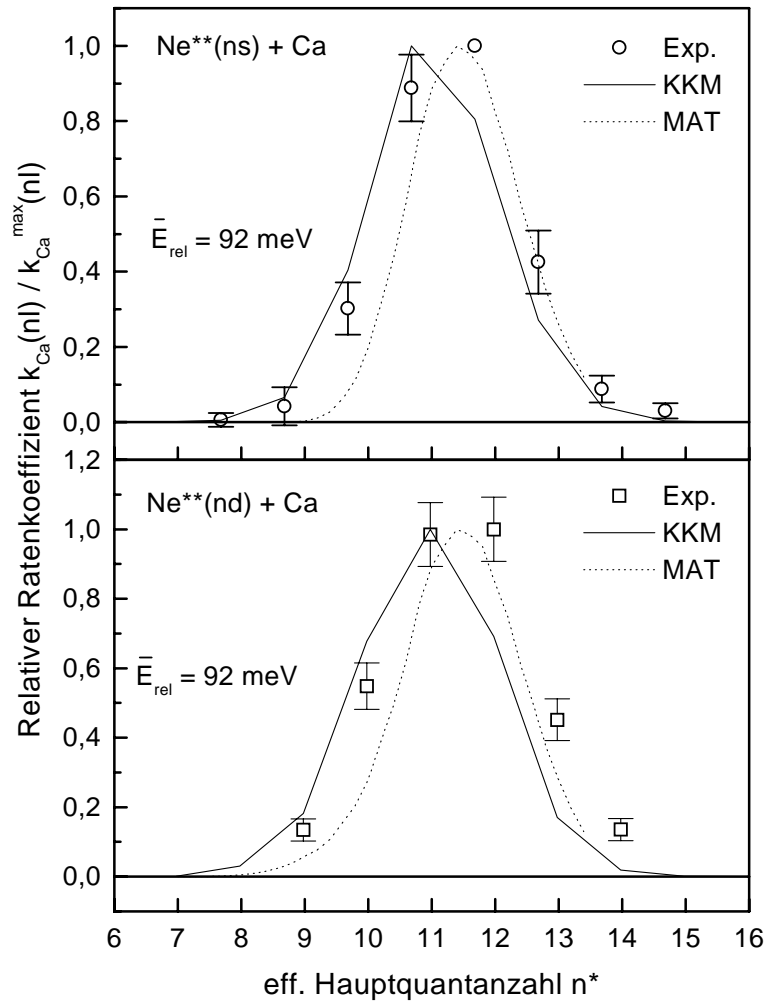 Relativer Ratenkoeffizient k_Ca(nl) / k_Ca^max(nl)
1,0
0,8
0,6
0,4
0,2
0,0
Ne**(ns) + Ca
Exp.
KKM
MAT
Ē_rel = 92 meV
1,2
1,0
0,8
0,6
0,4
0,2
0,0
Ne**(nd) + Ca
Exp.
KKM
MAT
Ē_rel = 92 meV
6 7 8 9 10 11 12 13 14 15 16
eff. Hauptquantanzahl n*